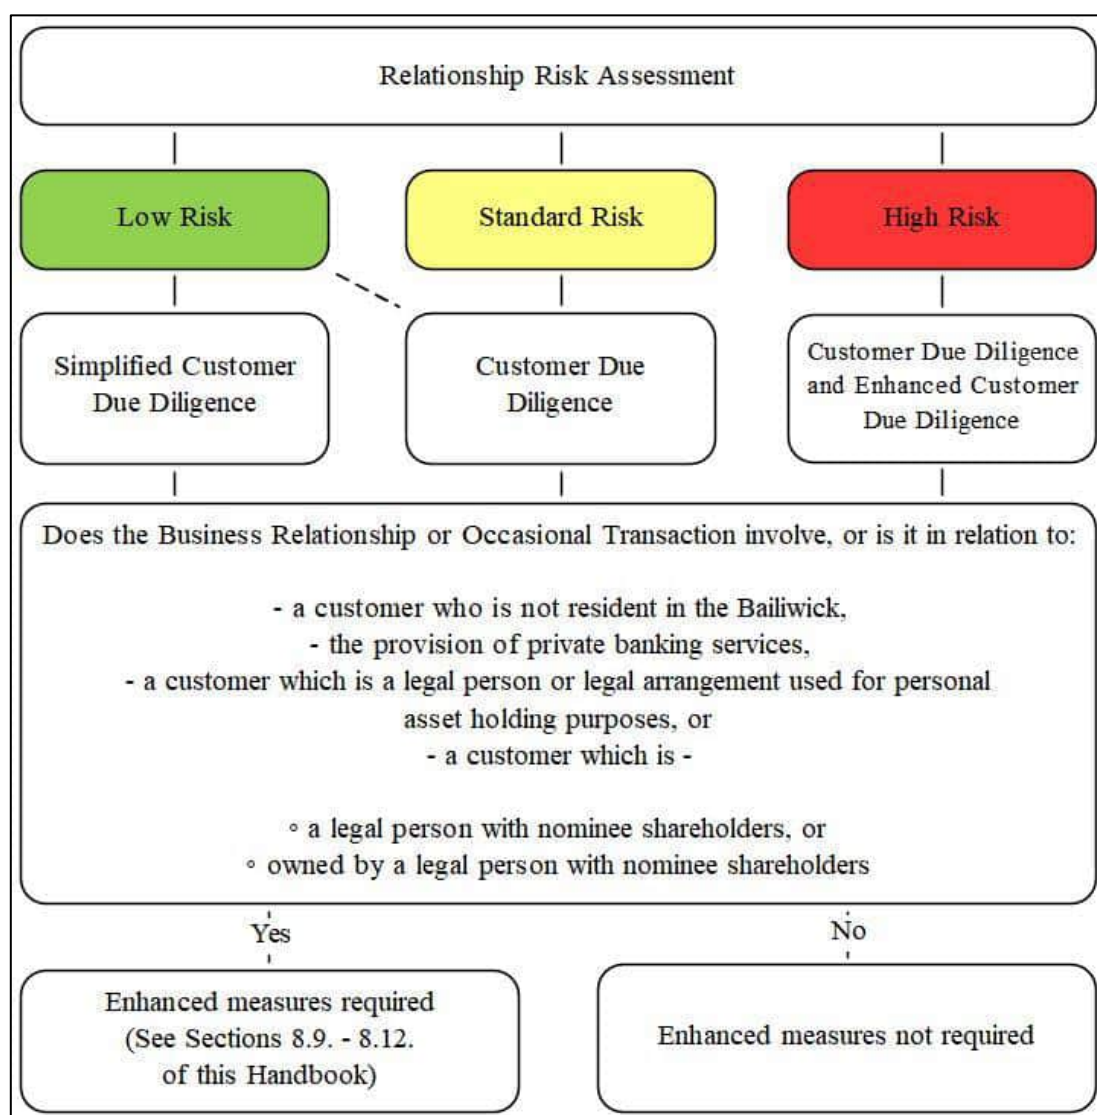 Relationship Risk Assessment
Low Risk
Standard Risk
High Risk
Simplified Customer
Due Diligence
Customer Due
Diligence
Customer Due Diligence
and Enhanced Customer
Due Diligence
Does the Business Relationship or Occasional Transaction involve, or is it in relation to:
- a customer who is not resident in the Bailiwick,
- the provision of private banking services,
- a customer which is a legal person or legal arrangement used for personal
asset holding purposes, or
- a customer which is -
° a legal person with nominee shareholders, or
° owned by a legal person with nominee shareholders
Yes
No
Enhanced measures required
(See Sections 8.9. - 8.12.
of this Handbook)
Enhanced measures not required